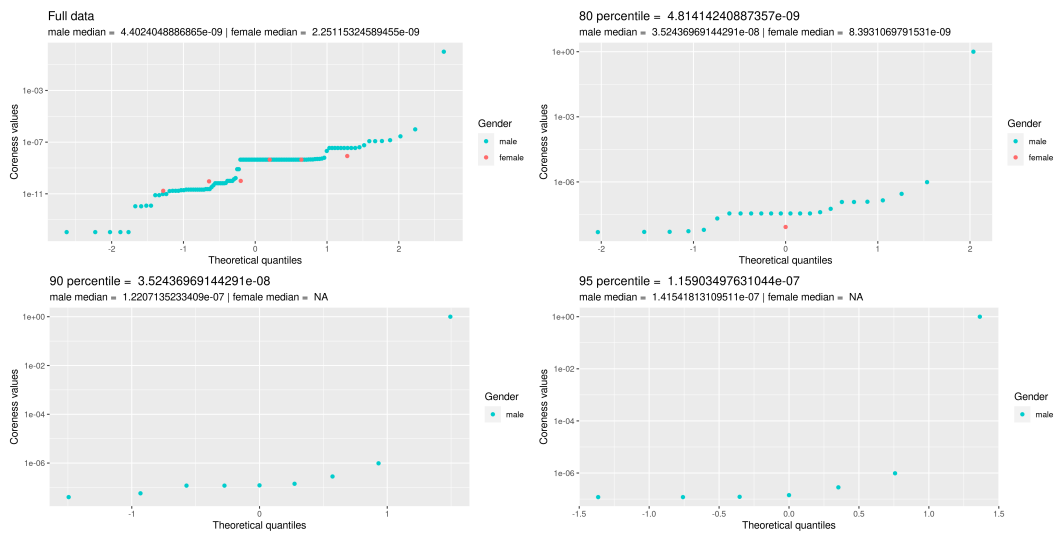 Full data
male median = 4.4024048886865e-09 | female median = 2.25115324589455e-09
1e-03
1e-07
1e-11
Coreness values
-2
-1
0
1
2
Theoretical quantiles
Gender
male
female
80 percentile = 4.81414240887357e-09
male median = 3.52436969144291e-08 | female median = 8.3931069791531e-09
1e+00
1e-03
1e-06
Coreness values
-2
-1
0
1
2
Theoretical quantiles
Gender
male
female
90 percentile = 3.52436969144291e-08
male median = 1.2207135233409e-07 | female median = NA
1e+00
1e-02
1e-04
1e-06
Coreness values
-1
0
1
Theoretical quantiles
Gender
male
95 percentile = 1.15903497631044e-07
male median = 1.41541813109511e-07 | female median = NA
1e+00
1e-02
1e-04
1e-06
Coreness values
-1.5
-1.0
-0.5
0.0
0.5
1.0
1.5
Theoretical quantiles
Gender
male